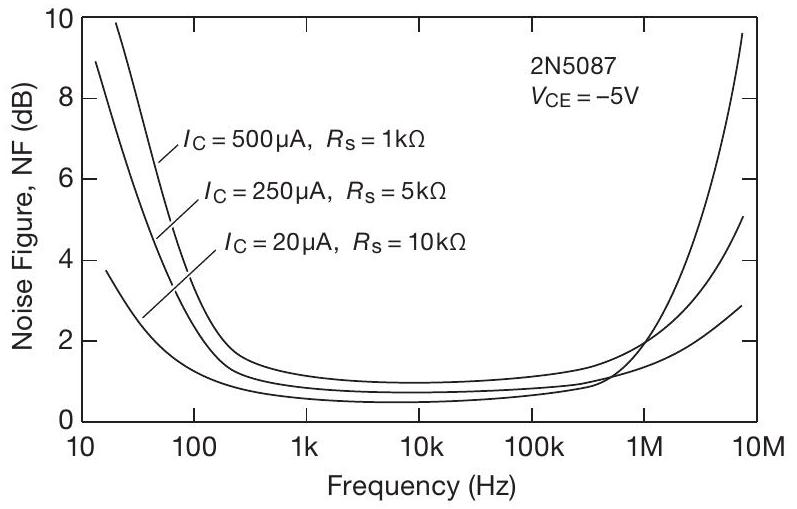 Noise Figure, NF (dB)
10
8
6
4
2
0
2N5087
VCE = –5V
IC = 500µA, Rs = 1kΩ
IC = 250µA, Rs = 5kΩ
IC = 20µA, Rs = 10kΩ
10 100 1k 10k 100k 1M 10M
Frequency (Hz)